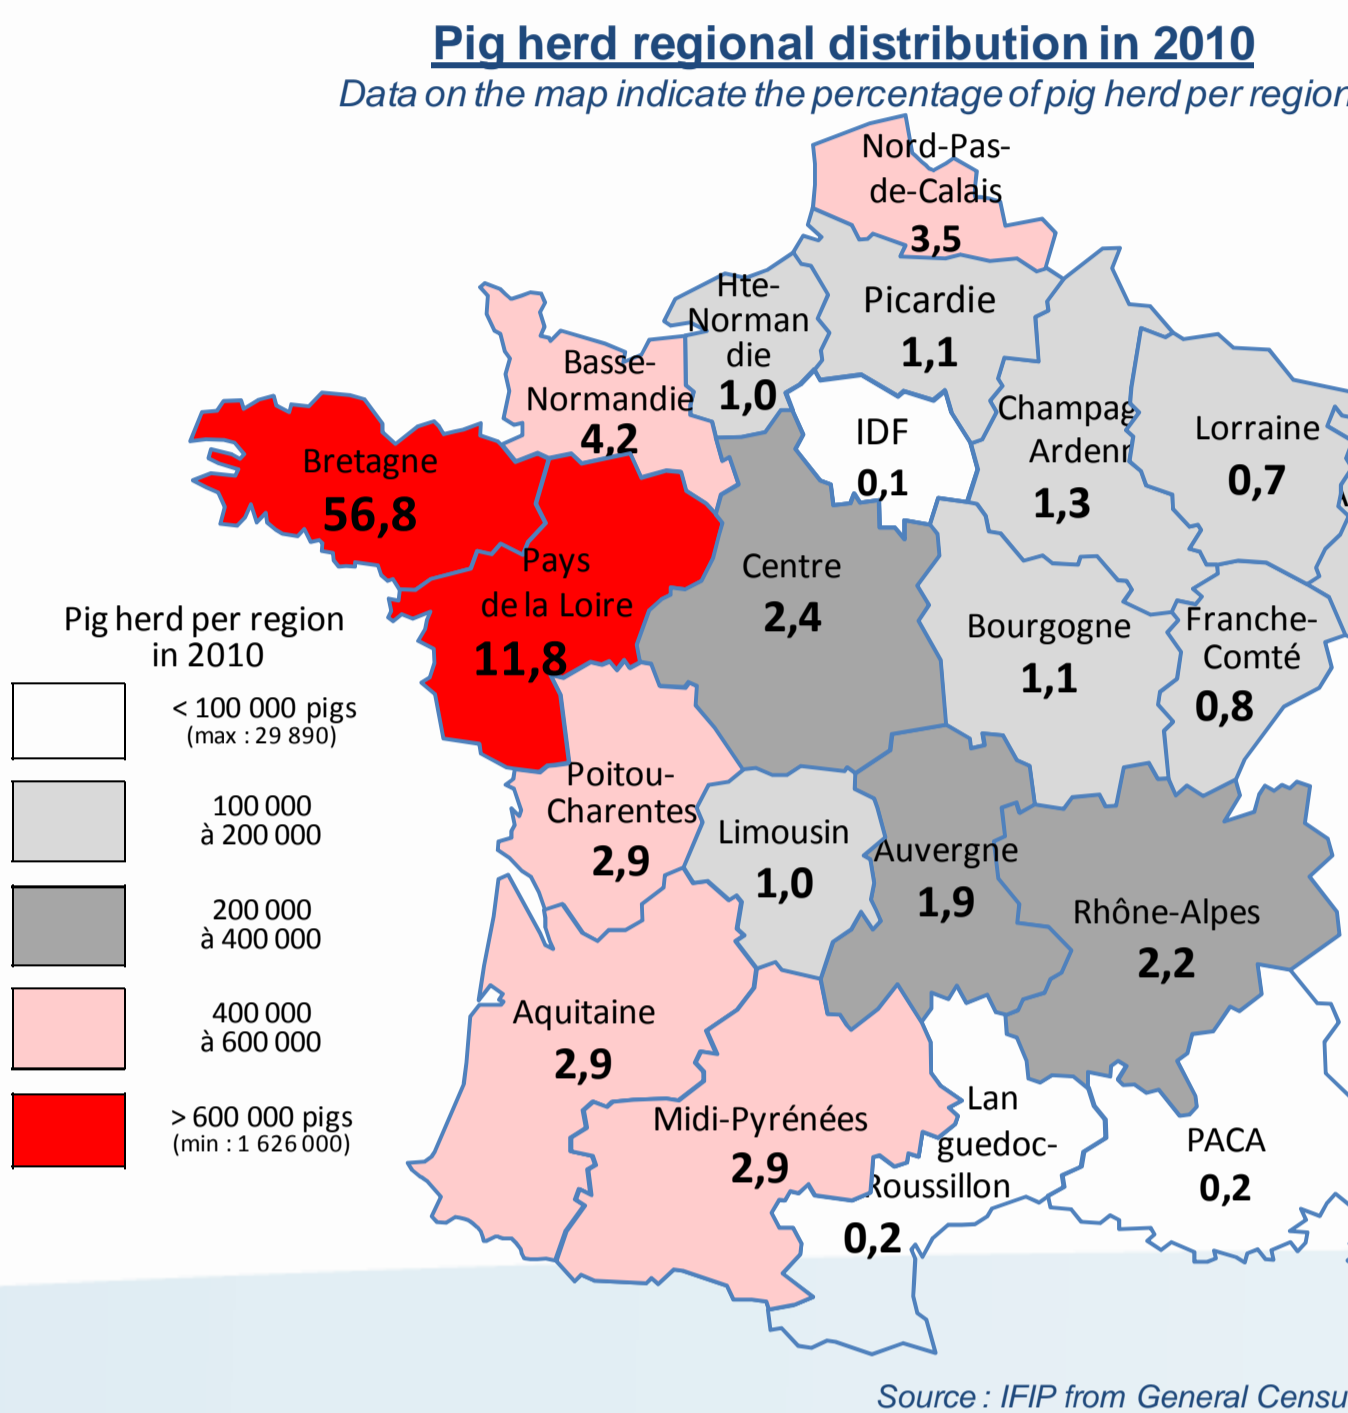 Pig herd regional distribution in 2010
Data on the map indicate the percentage of pig herd per region
Nord-Pas-
de-Calais
3,5
Hte-
Norman
die
1,0
Picardie
1,1
Basse-
Normandie
4,2
IDF
0,1
Champag
Ardenn
1,3
Lorraine
0,7
Bretagne
56,8
Pays
de la Loire
11,8
Centre
2,4
Bourgogne
1,1
Franche-
Comté
0,8
Pig herd per region
in 2010
< 100 000 pigs
(max : 29 890)
100 000
à 200 000
200 000
à 400 000
400 000
à 600 000
> 600 000 pigs
(min : 1 626 000)
Poitou-
Charentes
2,9
Limousin
1,0
Auvergne
1,9
Rhône-Alpes
2,2
Aquitaine
2,9
Midi-Pyrénées
2,9
Lan
guedoc-
Roussillon
0,2
PACA
0,2
Source : IFIP from General Censu